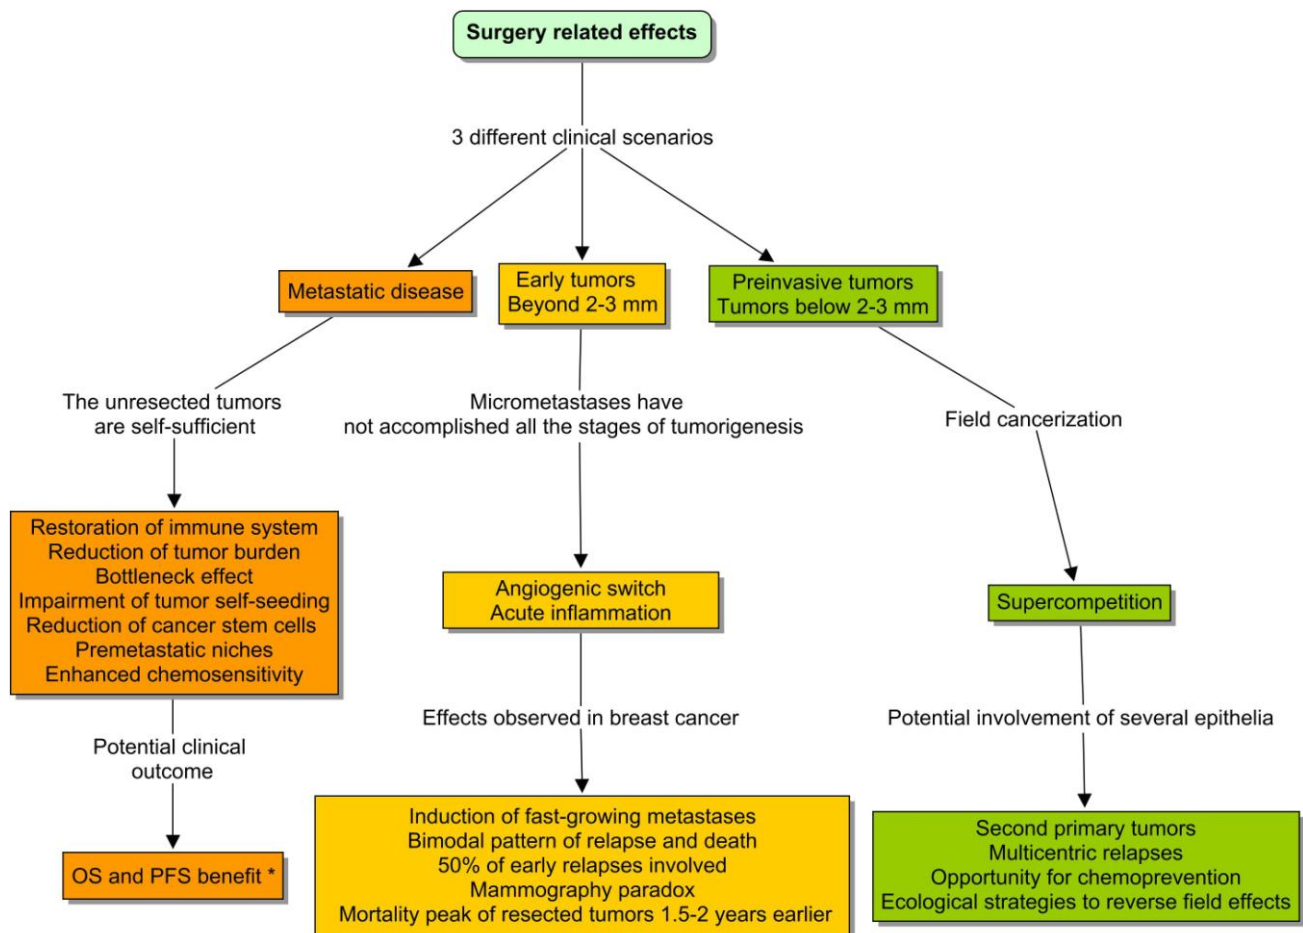 Surgery related effects
3 different clinical scenarios
Metastatic disease
Early tumors
Beyond 2-3 mm
Preinvasive tumors
Tumors below 2-3 mm
The unresected tumors
are self-sufficient
Micrometastases have
not accomplished all the stages of tumorigenesis
Field cancerization
Restoration of immune system
Reduction of tumor burden
Bottleneck effect
Impairment of tumor self-seeding
Reduction of cancer stem cells
Premetastatic niches
Enhanced chemosensitivity
Angiogenic switch
Acute inflammation
Supercompetition
Potential clinical
outcome
Effects observed in breast cancer
Potential involvement of several epithelia
OS and PFS benefit *
Induction of fast-growing metastases
Bimodal pattern of relapse and death
50% of early relapses involved
Mammography paradox
Mortality peak of resected tumors 1.5-2 years earlier
Second primary tumors
Multicentric relapses
Opportunity for chemoprevention
Ecological strategies to reverse field effects